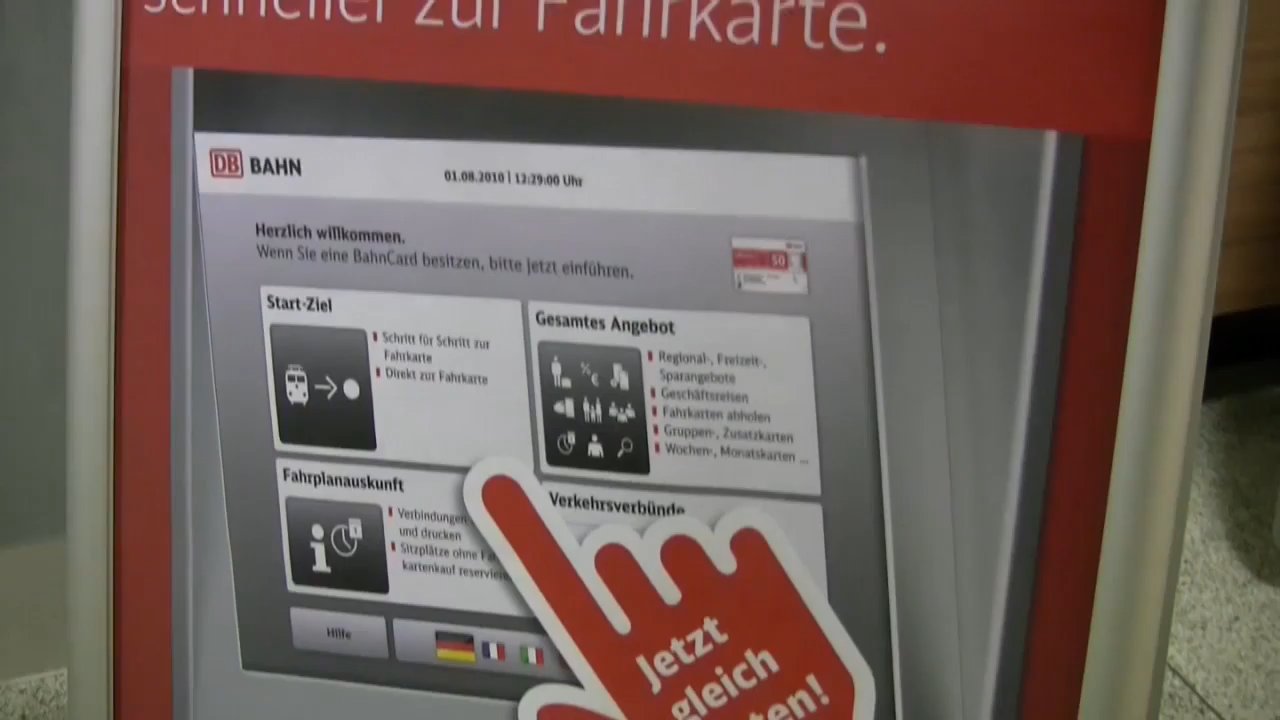 schneller zur Fahrkarte.
DB BAHN
01.08.2010 | 12:29:00 Uhr
Herzlich willkommen.
Wenn Sie eine BahnCard besitzen, bitte jetzt einführen.
50
Start-Ziel
Schritt für Schritt zur
Fahrkarte
Direkt zur Fahrkarte
Gesamtes Angebot
Regional-, Freizeit-,
Sparangebote
Geschäftsreisen
Fahrkarten abholen
Gruppen-, Zusatzkarten
Wochen-, Monatskarten ...
Fahrplanauskunft
Verbindungen
und drucken
Sitzplätze ohne
kartenkauf reservieren
Verkehrsverbünde
Hilfe
Jetzt
gleich